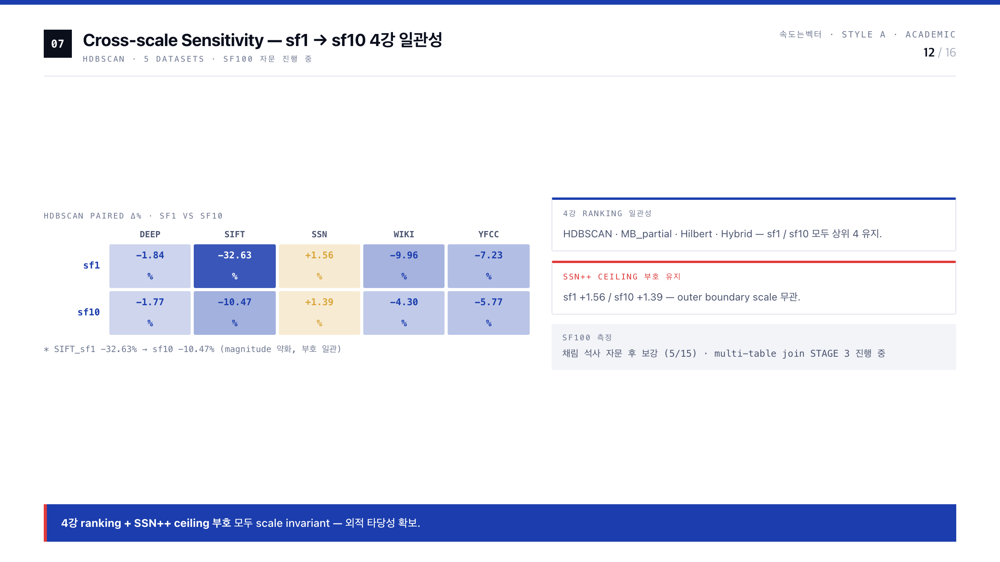 07
Cross-scale Sensitivity — sf1 → sf10 4강 일관성
HDBSCAN · 5 DATASETS · SF100 자문 진행 중
속도는벡터 · STYLE A · ACADEMIC
12 / 16
HDBSCAN PAIRED Δ% · SF1 VS SF10
DEEP SIFT SSN WIKI YFCC
sf1 −1.84 % −32.63 % +1.56 % −9.96 % −7.23 %
sf10 −1.77 % −10.47 % +1.39 % −4.30 % −5.77 %
* SIFT_sf1 −32.63% → sf10 −10.47% (magnitude 약화, 부호 일관)
4강 RANKING 일관성
HDBSCAN · MB_partial · Hilbert · Hybrid — sf1 / sf10 모두 상위 4 유지.
SSN++ CEILING 부호 유지
sf1 +1.56 / sf10 +1.39 — outer boundary scale 무관.
SF100 측정
채림 석사 자문 후 보강 (5/15) · multi-table join STAGE 3 진행 중
4강 ranking + SSN++ ceiling 부호 모두 scale invariant — 외적 타당성 확보.